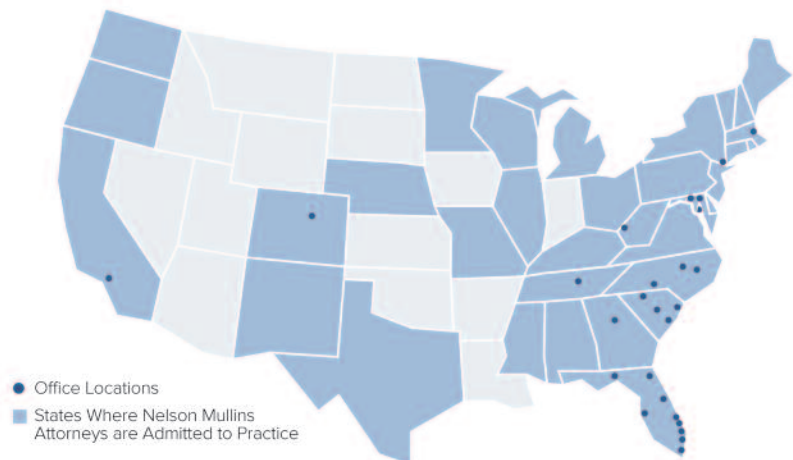 Office Locations
States Where Nelson Mullins
Attorneys are Admitted to Practice